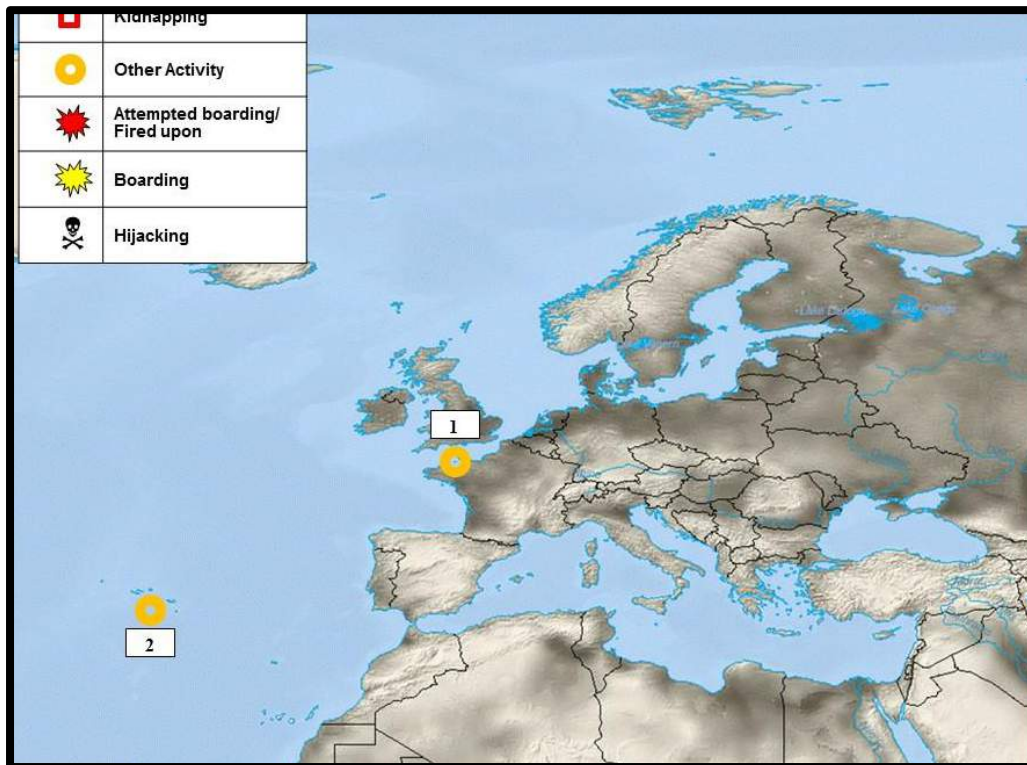 Kidnapping
Other Activity
Attempted boarding/
Fired upon
Boarding
Hijacking
1
2